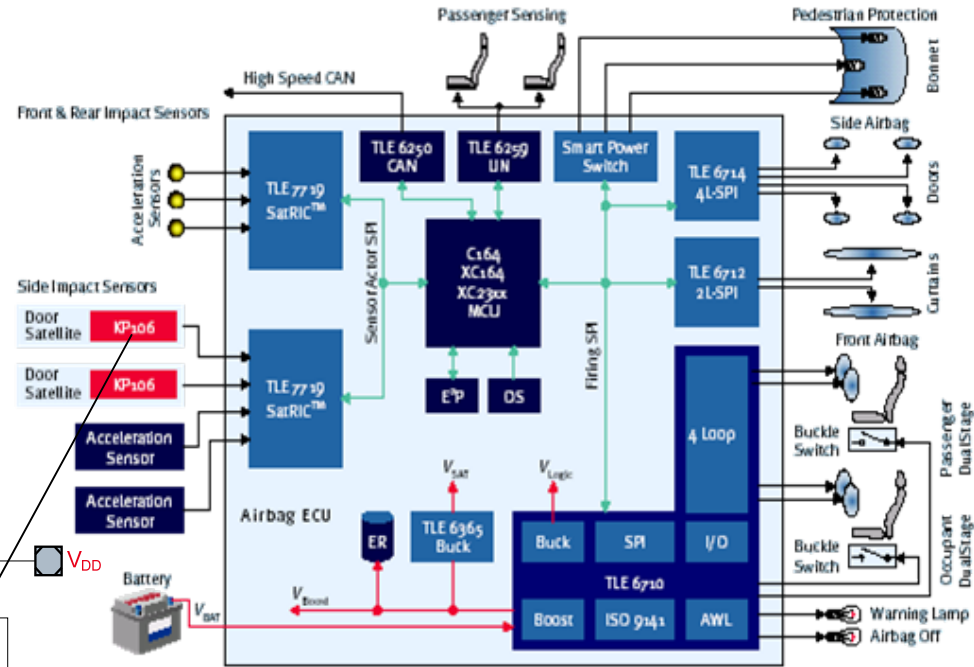 Passenger Sensing
Pedestrian Protection
Bonnet
High Speed CAN
Front & Rear Impact Sensors
Acceleration
Sensors
TLE 7719
SatRIC™
TLE 6250
CAN
TLE 6259
LIN
Smart Power
Switch
TLE 6714
4L-SPI
Side Airbag
Doors
Sensor Actor SPI
C164
XC164
XC23xx
MCU
TLE 6712
2L-SPI
Curtains
Side Impact Sensors
Door
Satellite
KP106
Door
Satellite
KP106
TLE 7719
SatRIC™
E²P
OS
Firing SPI
Front Airbag
4 Loop
Buckle
Switch
Passenger
DualStage
Acceleration
Sensor
Acceleration
Sensor
Airbag ECU
VSAT
VLogic
ER
TLE 6365
Buck
Buck
SPI
I/O
TLE 6710
Boost
ISO 9141
AWL
Buckle
Switch
Occupant
DualStage
VDD
Battery
VBAT
VBoost
Warning Lamp
Airbag Off